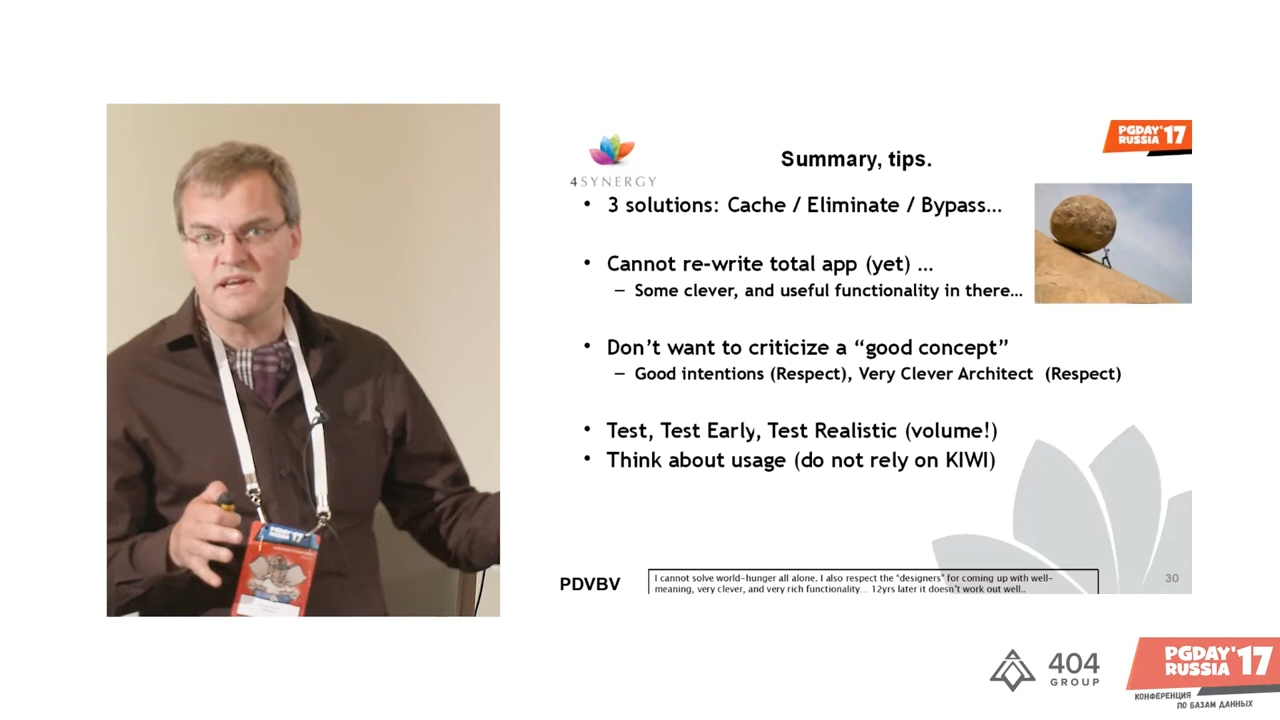 4SYNERGY
PGDAY'17
RUSSIA
Summary, tips.
• 3 solutions: Cache / Eliminate / Bypass...
• Cannot re-write total app (yet) ...
– Some clever, and useful functionality in there...
• Don't want to criticize a “good concept”
– Good intentions (Respect), Very Clever Architect (Respect)
• Test, Test Early, Test Realistic (volume!)
• Think about usage (do not rely on KIWI)
PDVBV
I cannot solve world-hunger all alone. I also respect the "designers" for coming up with well-
meaning, very clever, and very rich functionality... 12yrs later it doesn't work out well..
30
PGDAY'
RUSSIA 17
404
GROUP
PGDAY'17
RUSSIA
КОНФЕРЕНЦИЯ
ПО БАЗАМ ДАННЫХ